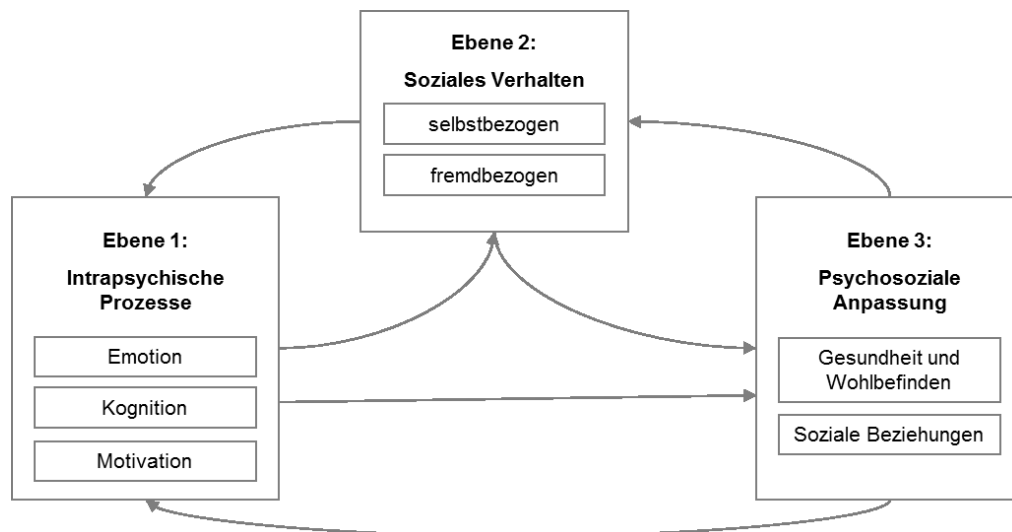 Ebene 2:
Soziales Verhalten
selbstbezogen
fremdbezogen
Ebene 1:
Intrapsychische
Prozesse
Emotion
Kognition
Motivation
Ebene 3:
Psychosoziale
Anpassung
Gesundheit und
Wohlbefinden
Soziale Beziehungen